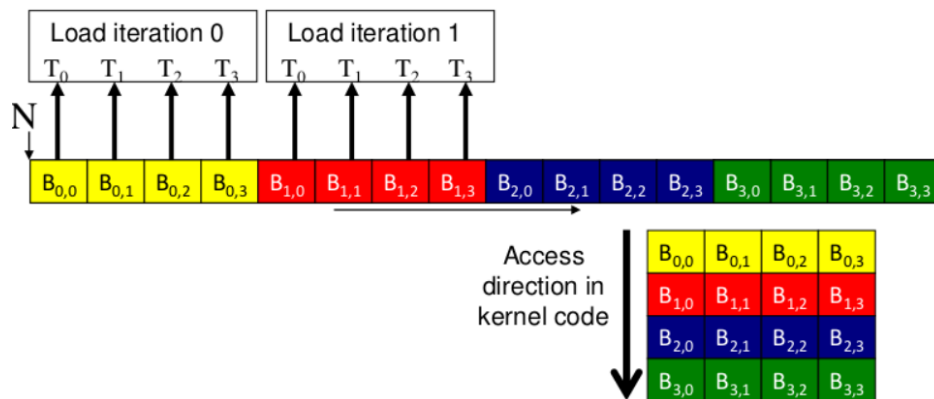 Load iteration 0 Load iteration 1
T₀ T₁ T₂ T₃ T₀ T₁ T₂ T₃
N
B₀,₀ B₀,₁ B₀,₂ B₀,₃ B₁,₀ B₁,₁ B₁,₂ B₁,₃ B₂,₀ B₂,₁ B₂,₂ B₂,₃ B₃,₀ B₃,₁ B₃,₂ B₃,₃
Access
direction in
kernel code
B₀,₀ B₀,₁ B₀,₂ B₀,₃
B₁,₀ B₁,₁ B₁,₂ B₁,₃
B₂,₀ B₂,₁ B₂,₂ B₂,₃
B₃,₀ B₃,₁ B₃,₂ B₃,₃